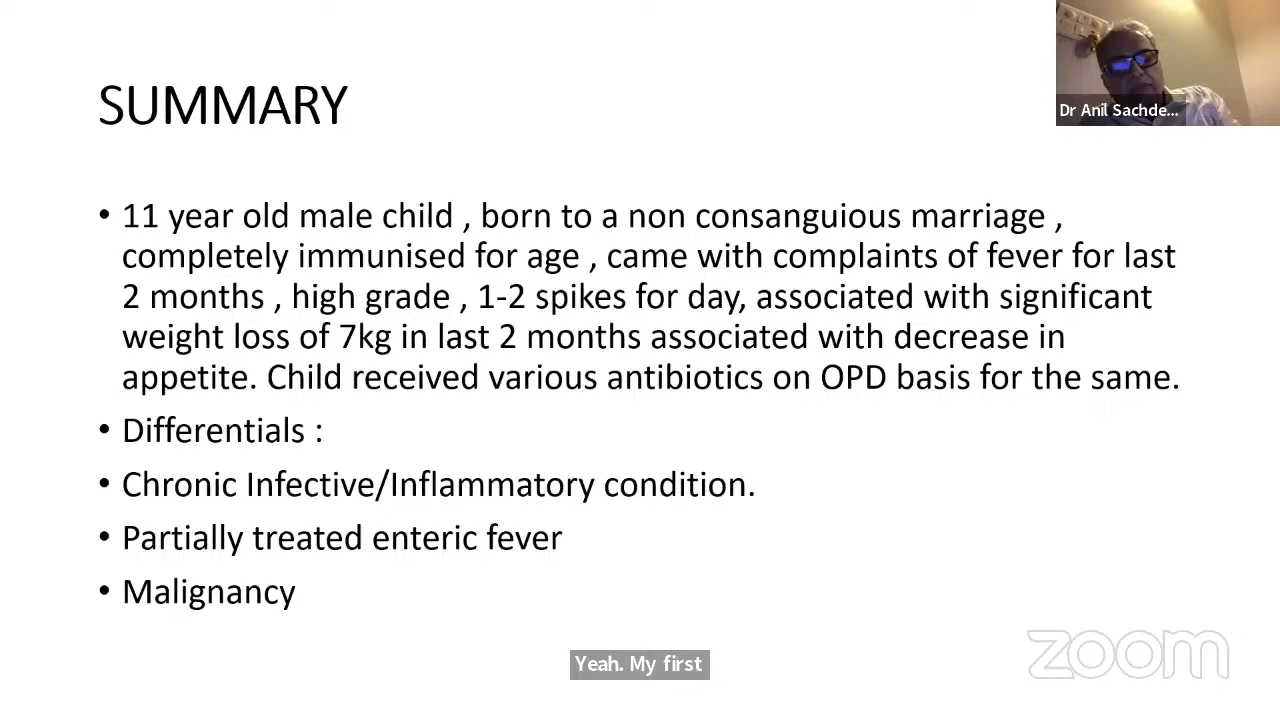 SUMMARY
Dr Anil Sachde...
• 11 year old male child , born to a non consanguious marriage ,
completely immunised for age , came with complaints of fever for last
2 months , high grade , 1-2 spikes for day, associated with significant
weight loss of 7kg in last 2 months associated with decrease in
appetite. Child received various antibiotics on OPD basis for the same.
• Differentials :
• Chronic Infective/Inflammatory condition.
• Partially treated enteric fever
• Malignancy
Yeah. My first
zoom